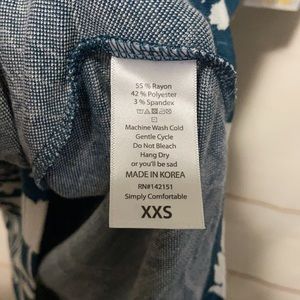 55 % Rayon
42 % Polyester
3 % Spandex
Machine Wash Cold
Gentle Cycle
Do Not Bleach
Hang Dry
or you'll be sad
MADE IN KOREA
RN#142151
Simply Comfortable
XXS